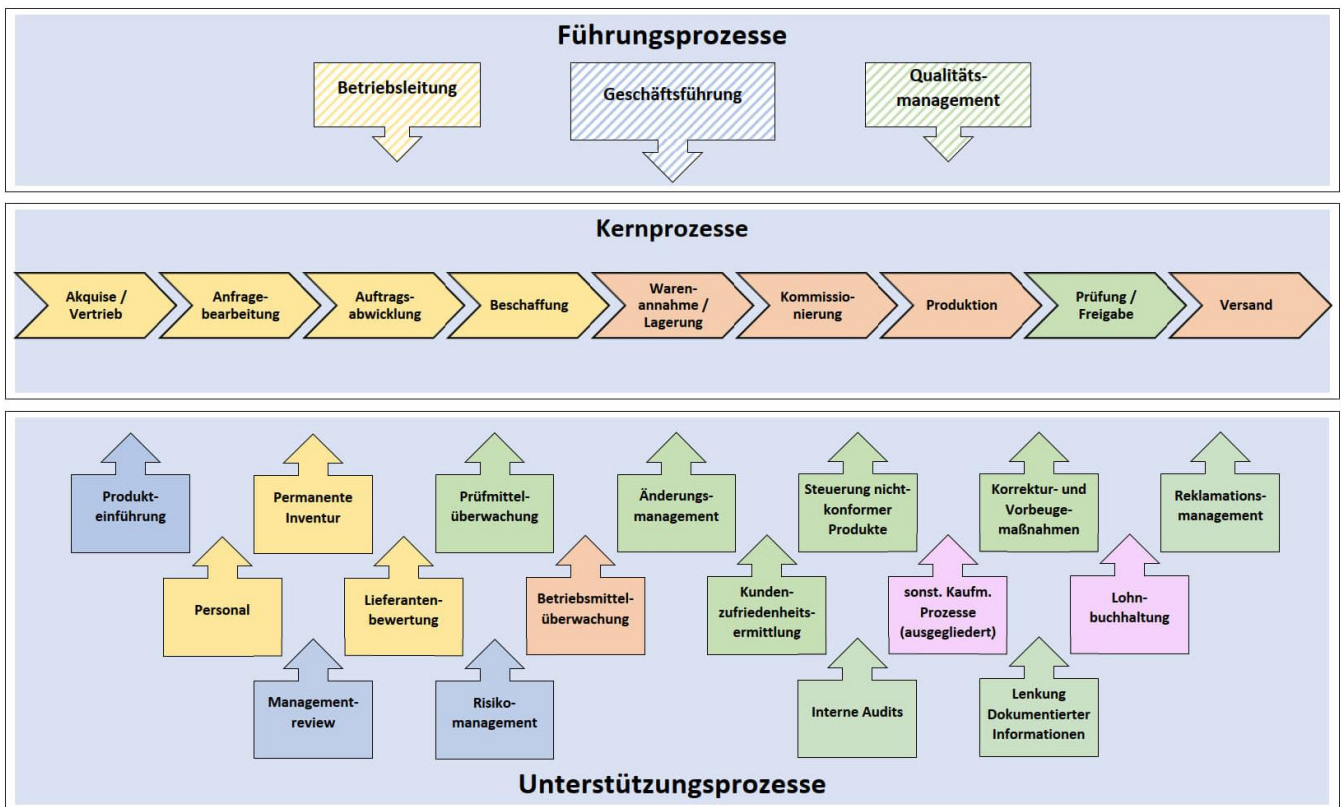 Führungsprozesse
Betriebsleitung
Geschäftsführung
Qualitäts-
management
Kernprozesse
Akquise /
Vertrieb
Anfrage-
bearbeitung
Auftrags-
abwicklung
Beschaffung
Waren-
annahme /
Lagerung
Kommissio-
nierung
Produktion
Prüfung /
Freigabe
Versand
Produkt-
einführung
Permanente
Inventur
Prüfmittel-
überwachung
Änderungs-
management
Steuerung nicht-
konformer
Produkte
Korrektur- und
Vorbeuge-
maßnahmen
Reklamations-
management
Personal
Lieferanten-
bewertung
Betriebsmittel-
überwachung
Kunden-
zufriedenheits-
ermittlung
sonst. Kaufm.
Prozesse
(ausgegliedert)
Lohn-
buchhaltung
Management-
review
Risiko-
management
Interne Audits
Lenkung
Dokumentierter
Informationen
Unterstützungsprozesse